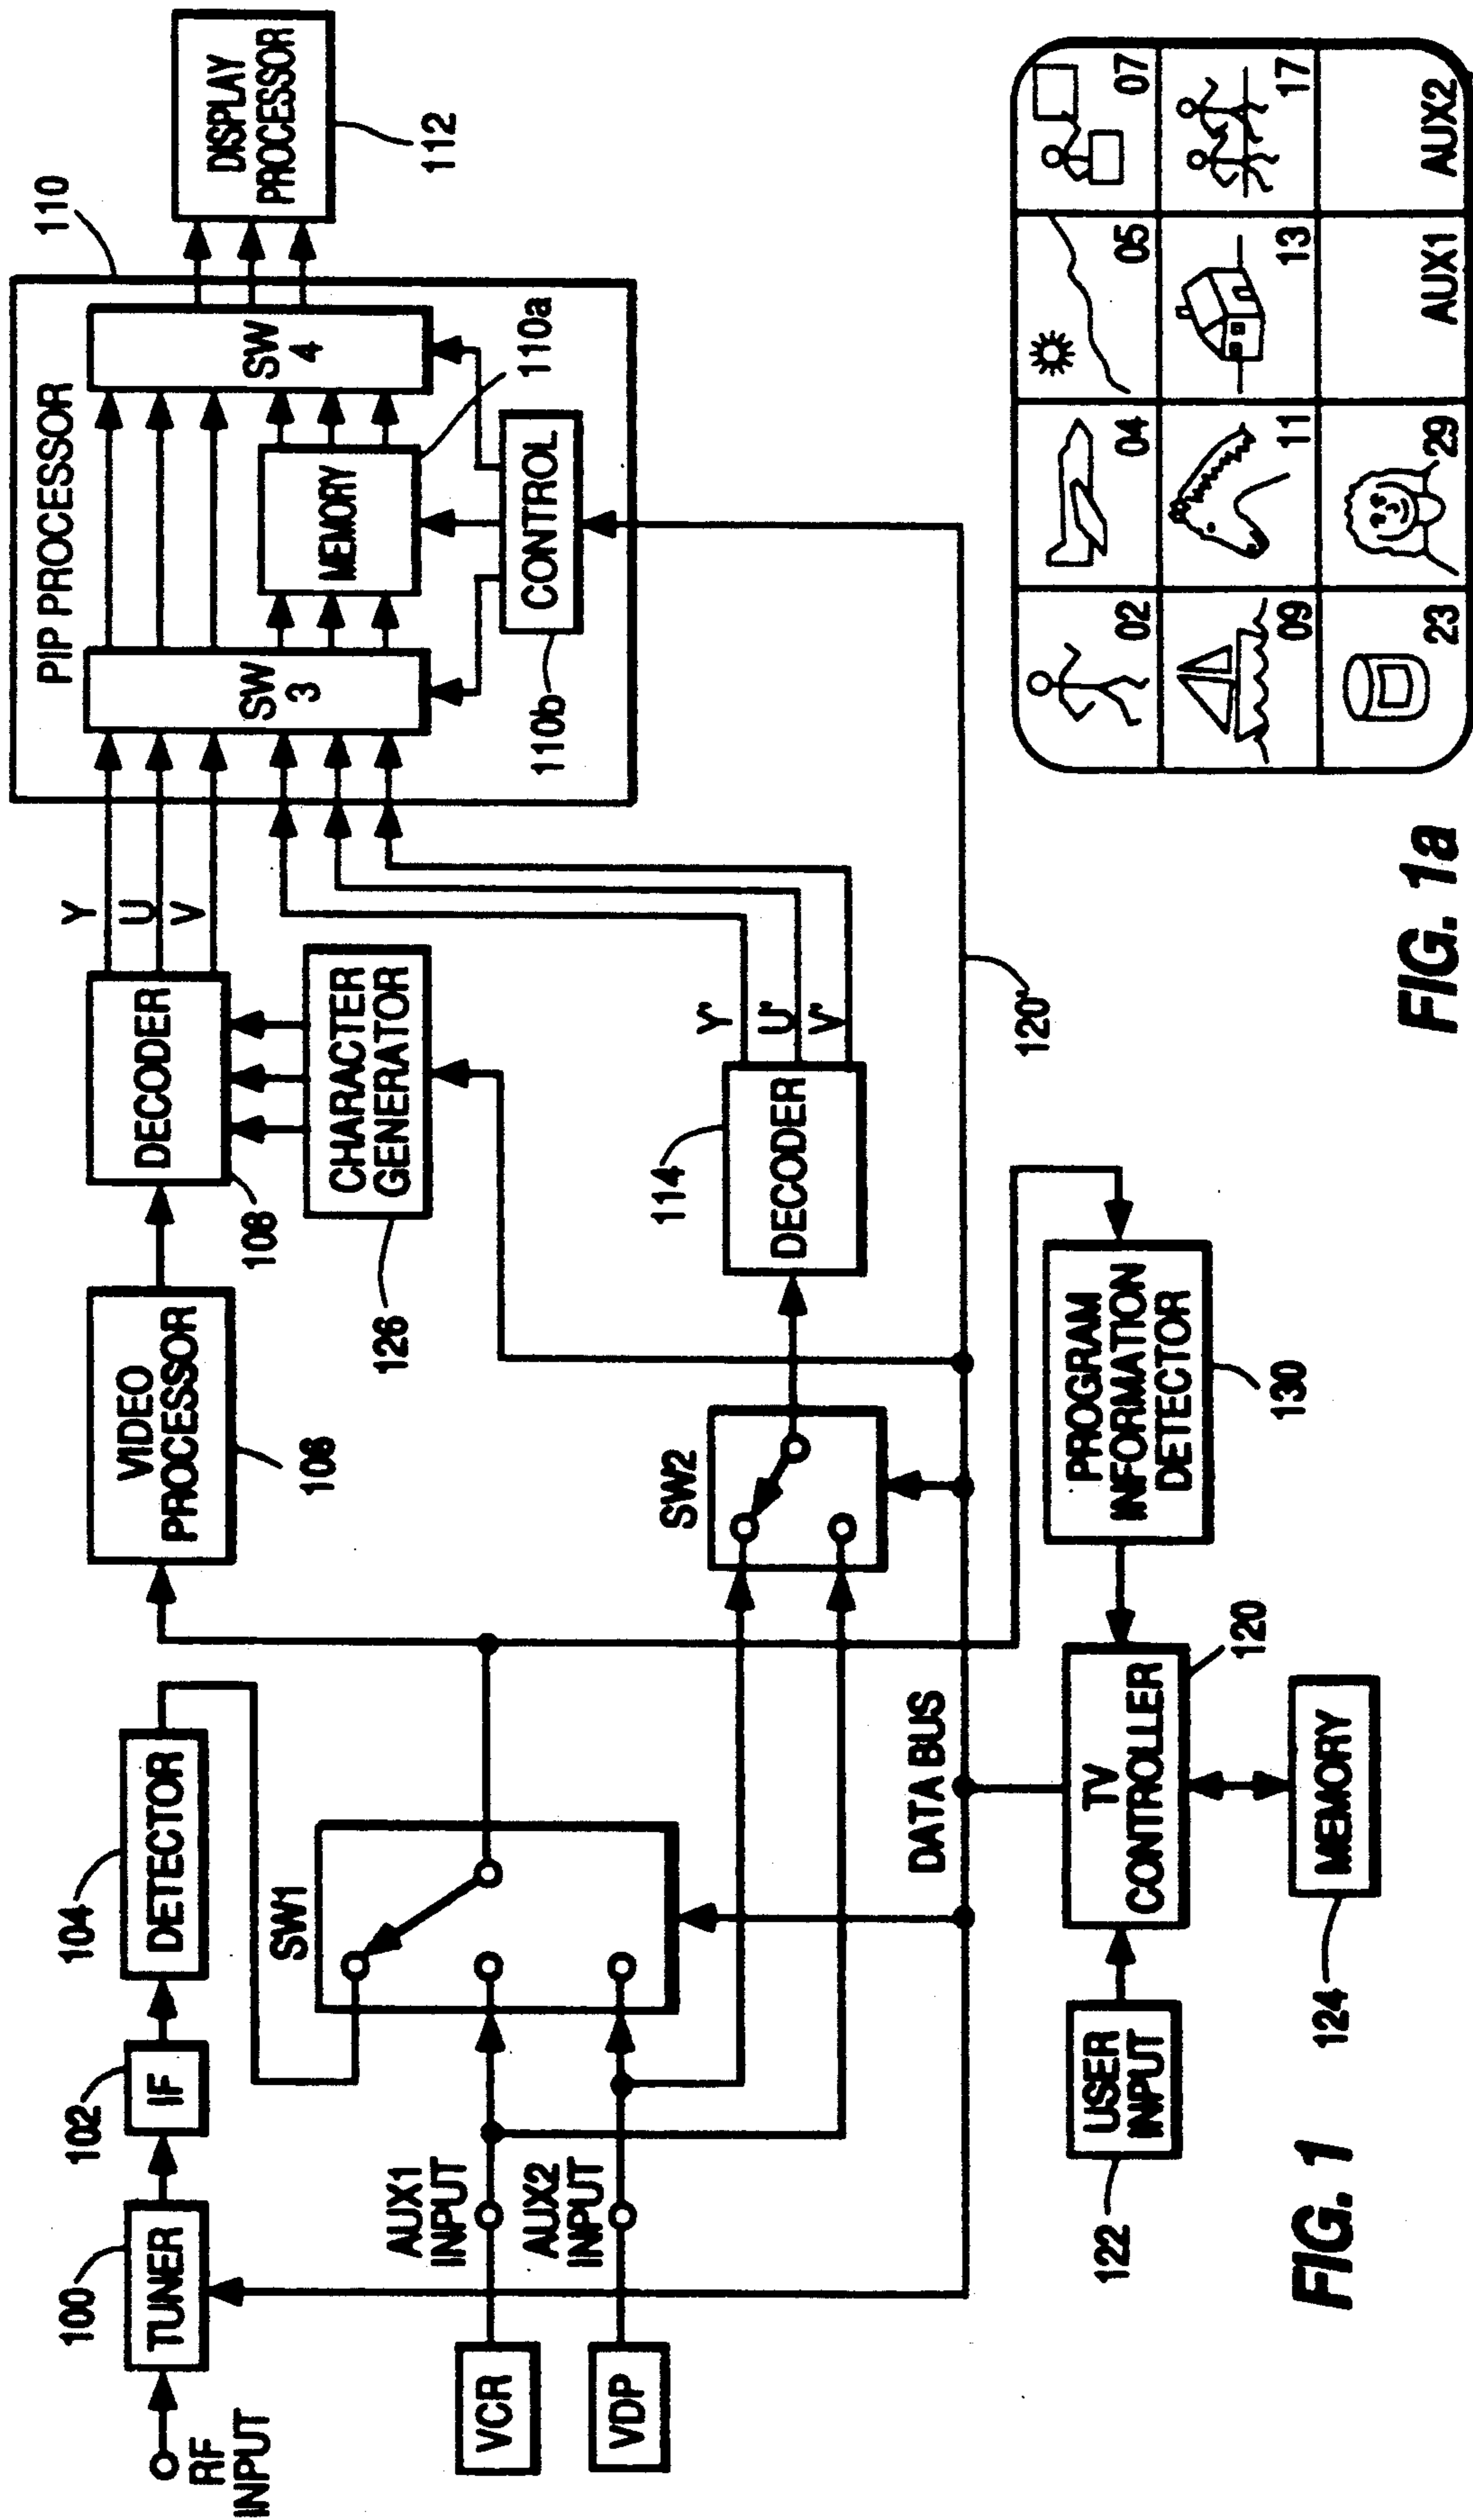 RF
INPUT
100
TUNER
102
IF
104
DETECTOR
VIDEO
PROCESSOR
106
DECODER
108
Y
U
V
PIP PROCESSOR
110
SW
3
MEMORY
110a
SW
4
CONTROL
110b
DISPLAY
PROCESSOR
112
CHARACTER
GENERATOR
126
VCR
VDP
AUX1
INPUT
AUX2
INPUT
SW1
SW2
114
DECODER
Y
U
V
DATA BUS
120'
USER
INPUT
122
TV
CONTROLLER
120
MEMORY
124
PROGRAM
INFORMATION
DETECTOR
130
FIG. 1
02
04
05
07
09
11
13
17
23
29
AUX1
AUX2
FIG. 1a